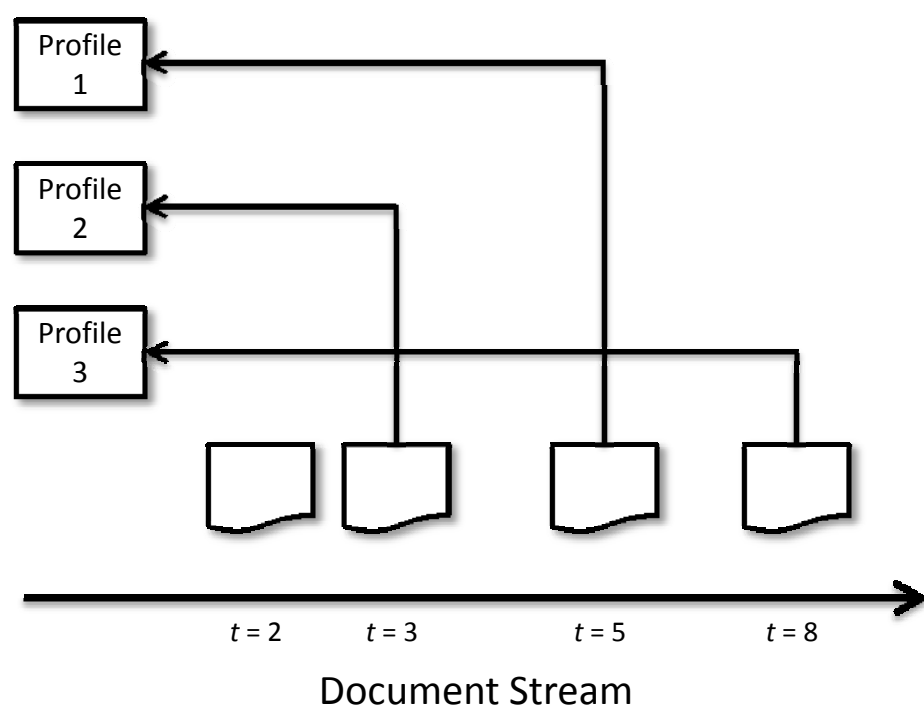 Profile
1
Profile
2
Profile
3
t = 2
t = 3
t = 5
t = 8
Document Stream